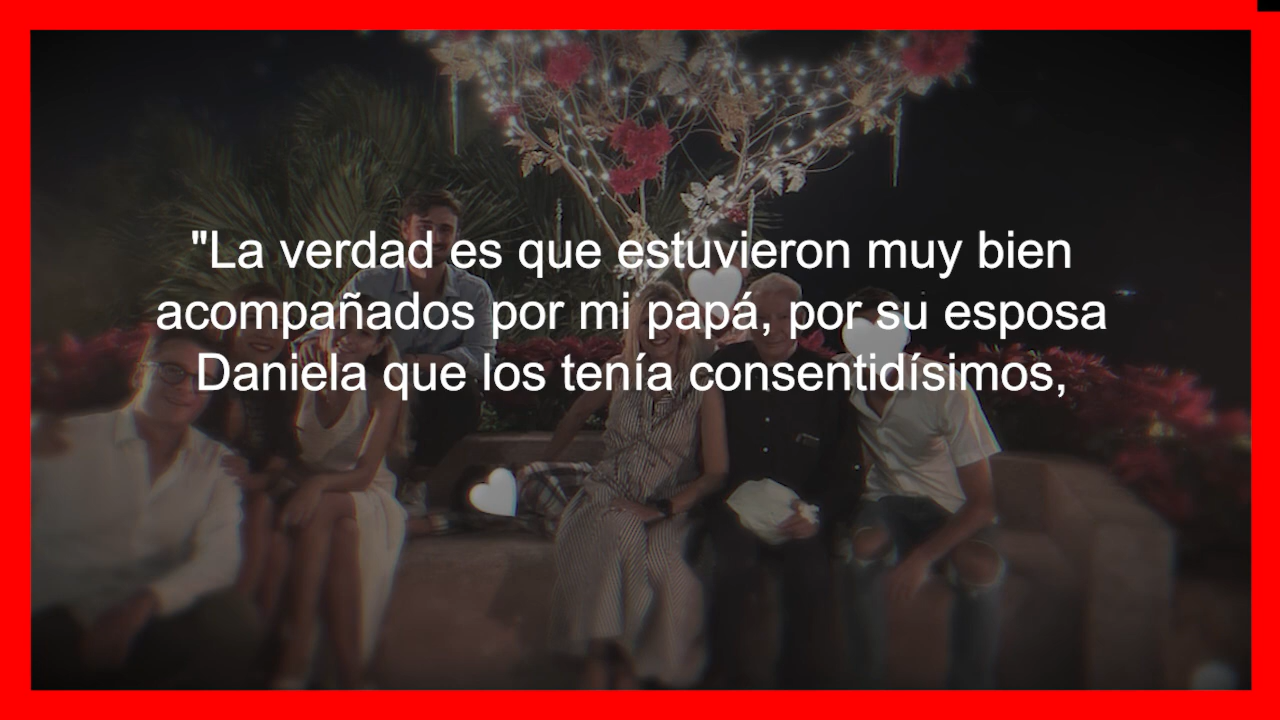 "La verdad es que estuvieron muy bien
acompañados por mi papá, por su esposa
Daniela que los tenía consentidísimos,